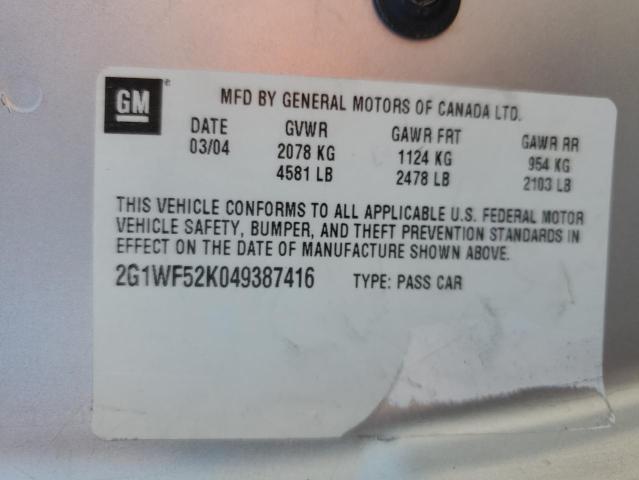 GM ®
MFD BY GENERAL MOTORS OF CANADA LTD.
DATE GVWR GAWR FRT GAWR RR
03/04 2078 KG 1124 KG 954 KG
4581 LB 2478 LB 2103 LB
THIS VEHICLE CONFORMS TO ALL APPLICABLE U.S. FEDERAL MOTOR
VEHICLE SAFETY, BUMPER, AND THEFT PREVENTION STANDARDS IN
EFFECT ON THE DATE OF MANUFACTURE SHOWN ABOVE.
2G1WF52K049387416 TYPE: PASS CAR